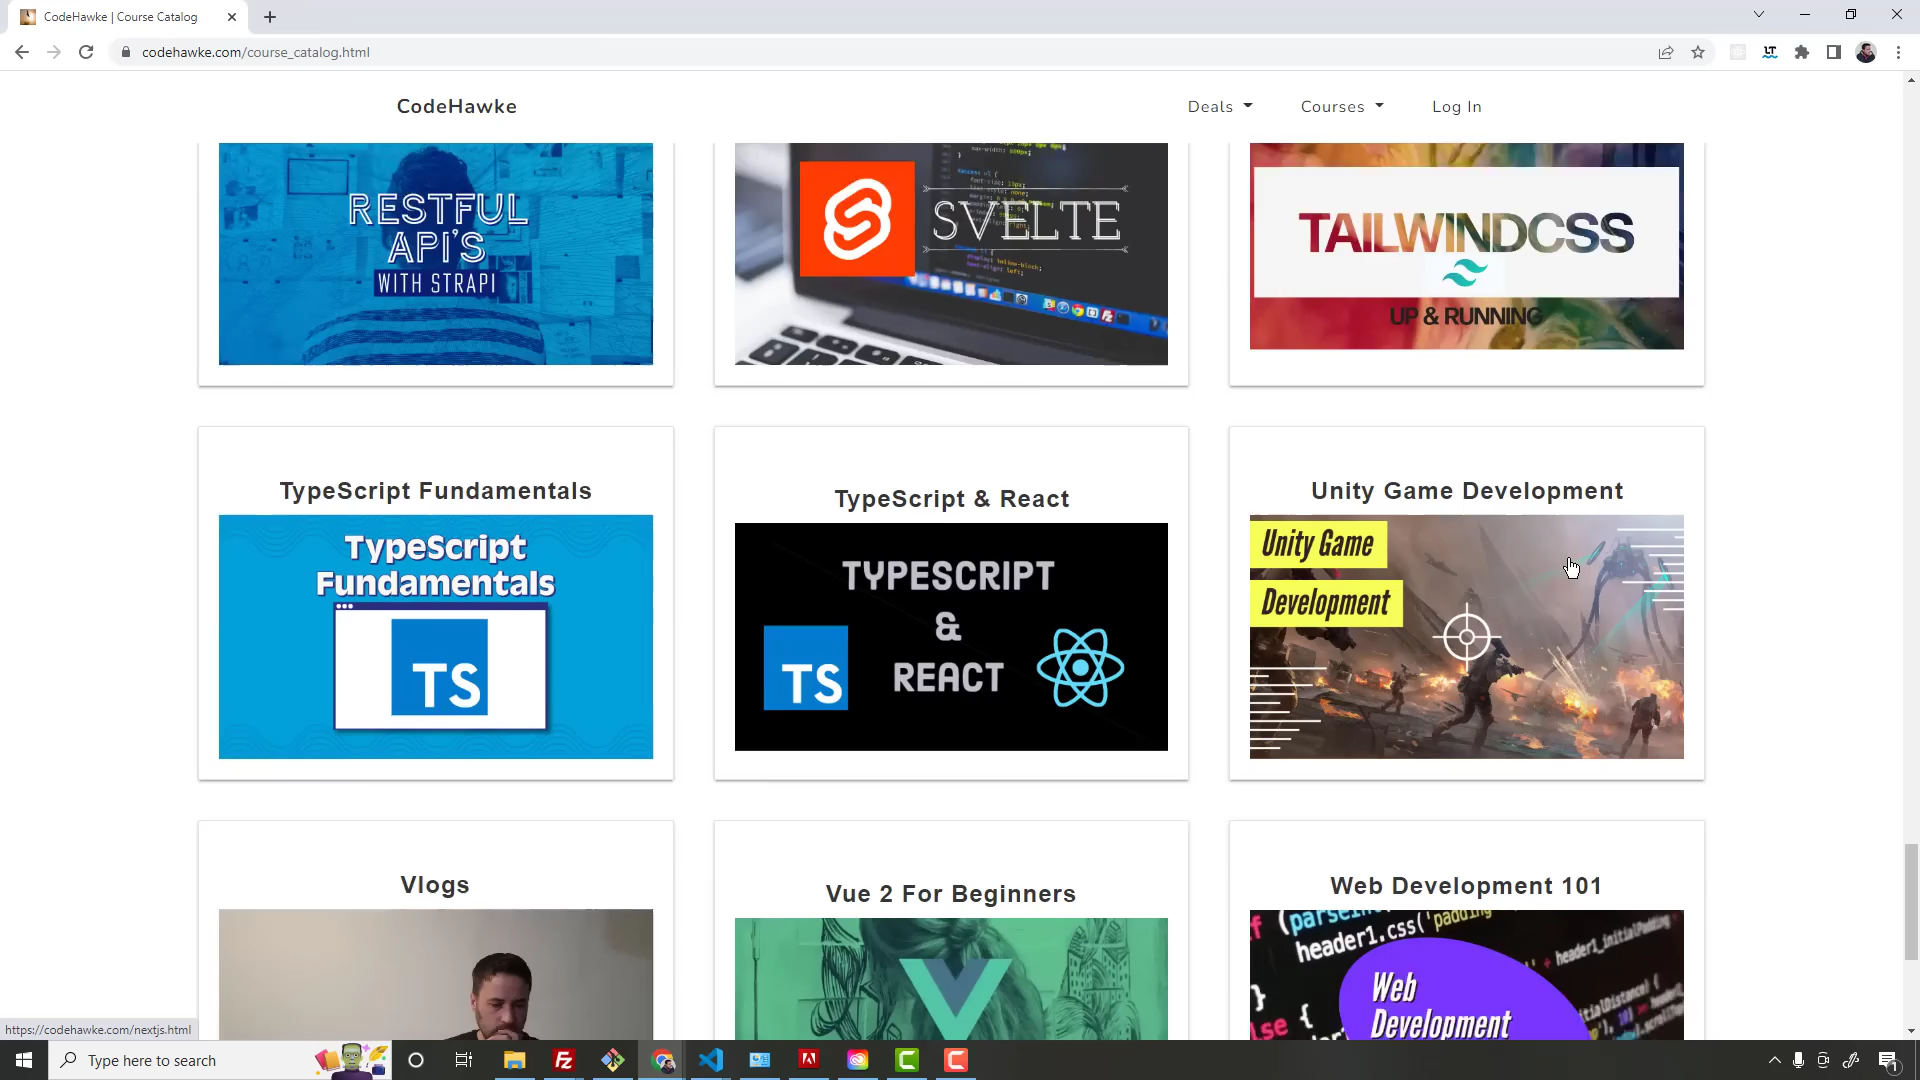 CodeHawke | Course Catalog
codehawke.com/course_catalog.html
CodeHawke
Deals
Courses
Log In
RESTFUL
API'S
WITH STRAPI
SVELTE
TAILWINDCSS
UP & RUNNING
TypeScript Fundamentals
TypeScript
Fundamentals
TS
TypeScript & React
TYPESCRIPT
&
REACT
TS
Unity Game Development
Unity Game
Development
Vlogs
Vue 2 For Beginners
Web Development 101
header1.css('padding
Web
Development
https://codehawke.com/nextjs.html
Type here to search